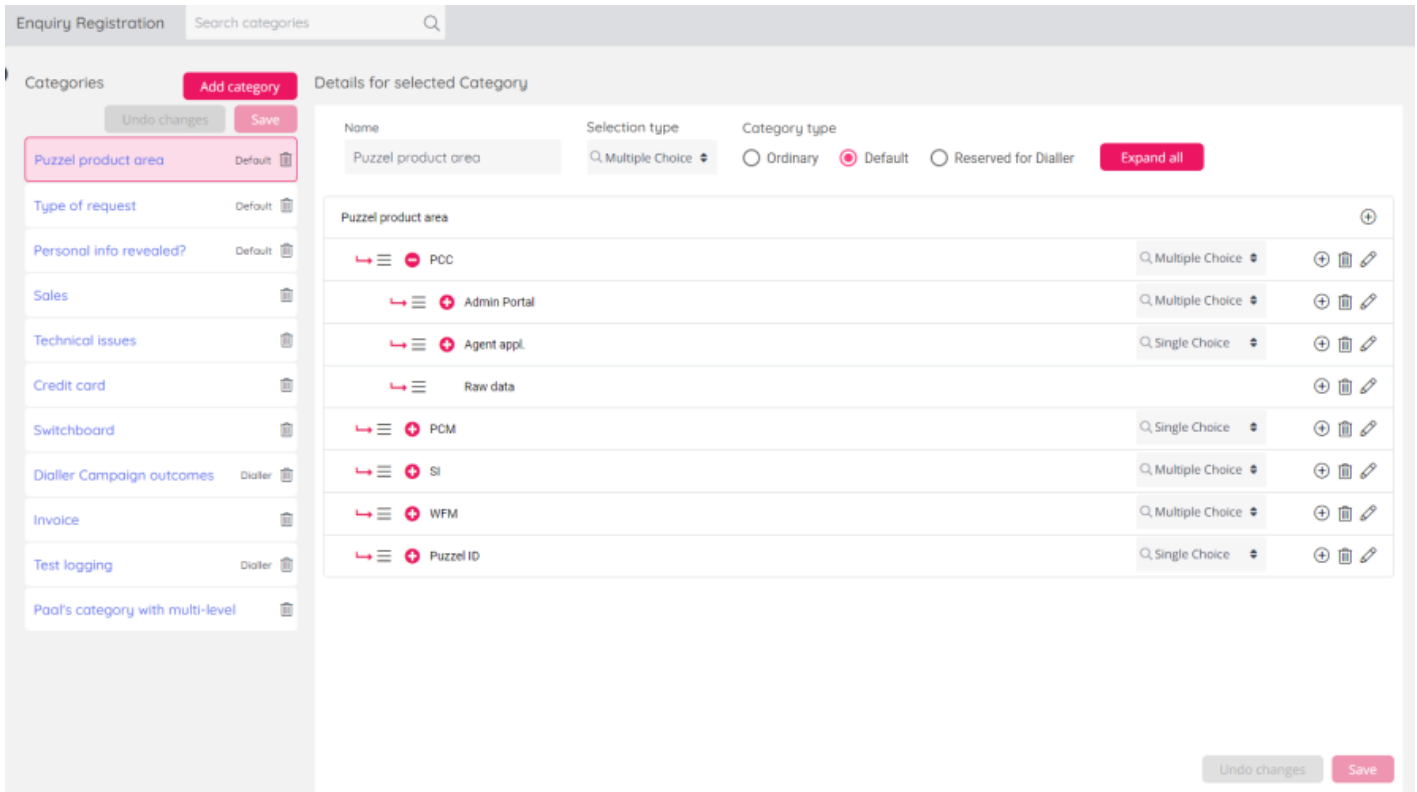 Enquiry Registration
Search categories
Categories
Add category
Undo changes
Save
Puzzel product area Default
Type of request Default
Personal info revealed? Default
Sales
Technical issues
Credit card
Switchboard
Dialler Campaign outcomes Dialler
Invoice
Test logging Dialler
Paal's category with multi-level
Details for selected Category
Name Selection type Category type
Puzzel product area Multiple Choice Ordinary Default Reserved for Dialler Expand all
Puzzel product area
PCC Multiple Choice
Admin Portal Multiple Choice
Agent appl. Single Choice
Raw data
PCM Single Choice
SI Multiple Choice
WFM Multiple Choice
Puzzel ID Single Choice
Undo changes Save